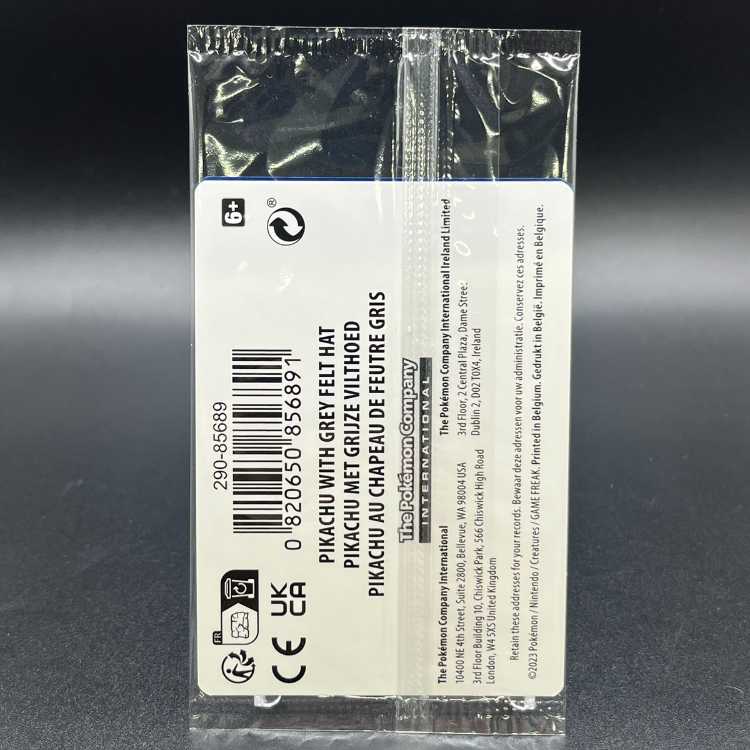 6+
®
290-85689
0 820650 856891
FR
CE
UK
CA
PIKACHU WITH GREY FELT HAT
PIKACHU MET GRIJZE VILTHOED
PIKACHU AU CHAPEAU DE FEUTRE GRIS
The Pokémon Company
INTERNATIONAL
The Pokémon Company International
10400 NE 4th Street, Suite 2800, Bellevue, WA 98004 USA
3rd Floor Building 10, Chiswick Park, 566 Chiswick High Road
London, W4 5XS United Kingdom
The Pokémon Company International Ireland Limited
3rd Floor, 2 Central Plaza, Dame Street
Dublin 2, D02 T0X4, Ireland
Retain these addresses for your records. Bewaar deze adressen voor uw administratie. Conservez ces adresses.
©2023 Pokémon / Nintendo / Creatures / GAME FREAK. Printed in Belgium. Gedrukt in België. Imprimé en Belgique.